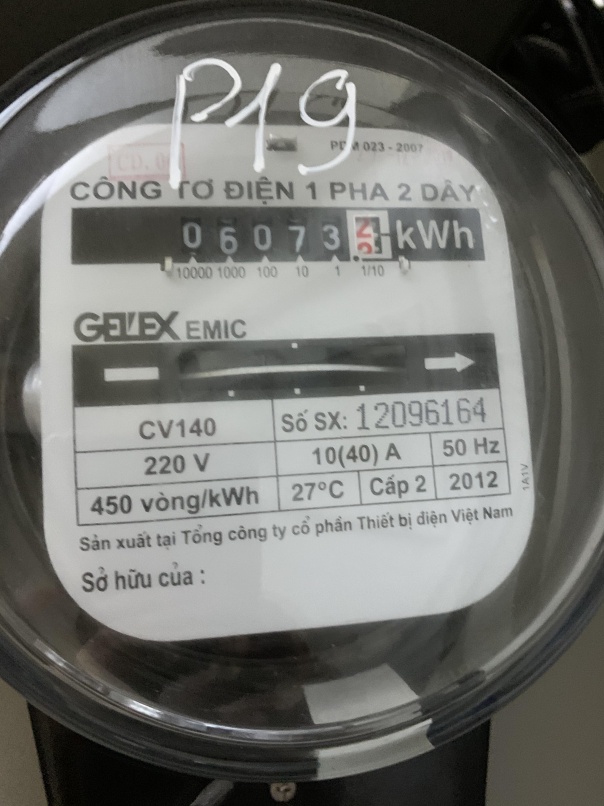 P19
PDM 023 - 2007
CÔNG TƠ ĐIỆN 1 PHA 2 DÂY
0 6 0 7 3 kWh
10000 1000 100 10 1 1/10
GELEX EMIC
CV140
Số SX: 12096164
220 V
10(40) A
50 Hz
450 vòng/kWh
27°C
Cấp 2
2012
1A1V
Sản xuất tại Tổng công ty cổ phần Thiết bị điện Việt Nam
Sở hữu của :